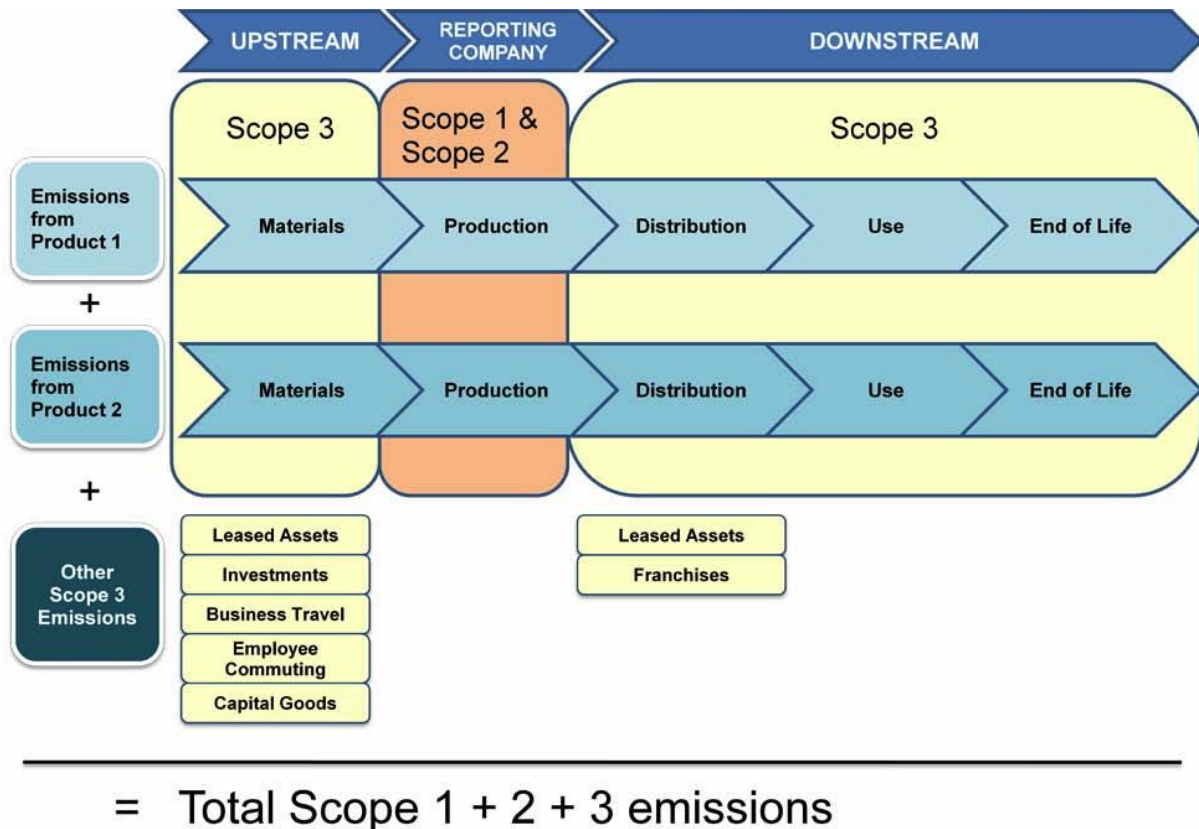 UPSTREAM
REPORTING
COMPANY
DOWNSTREAM
Scope 3
Scope 1 &
Scope 2
Scope 3
Emissions
from
Product 1
Materials
Production
Distribution
Use
End of Life
+
Emissions
from
Product 2
Materials
Production
Distribution
Use
End of Life
+
Other
Scope 3
Emissions
Leased Assets
Investments
Business Travel
Employee
Commuting
Capital Goods
Leased Assets
Franchises
= Total Scope 1 + 2 + 3 emissions